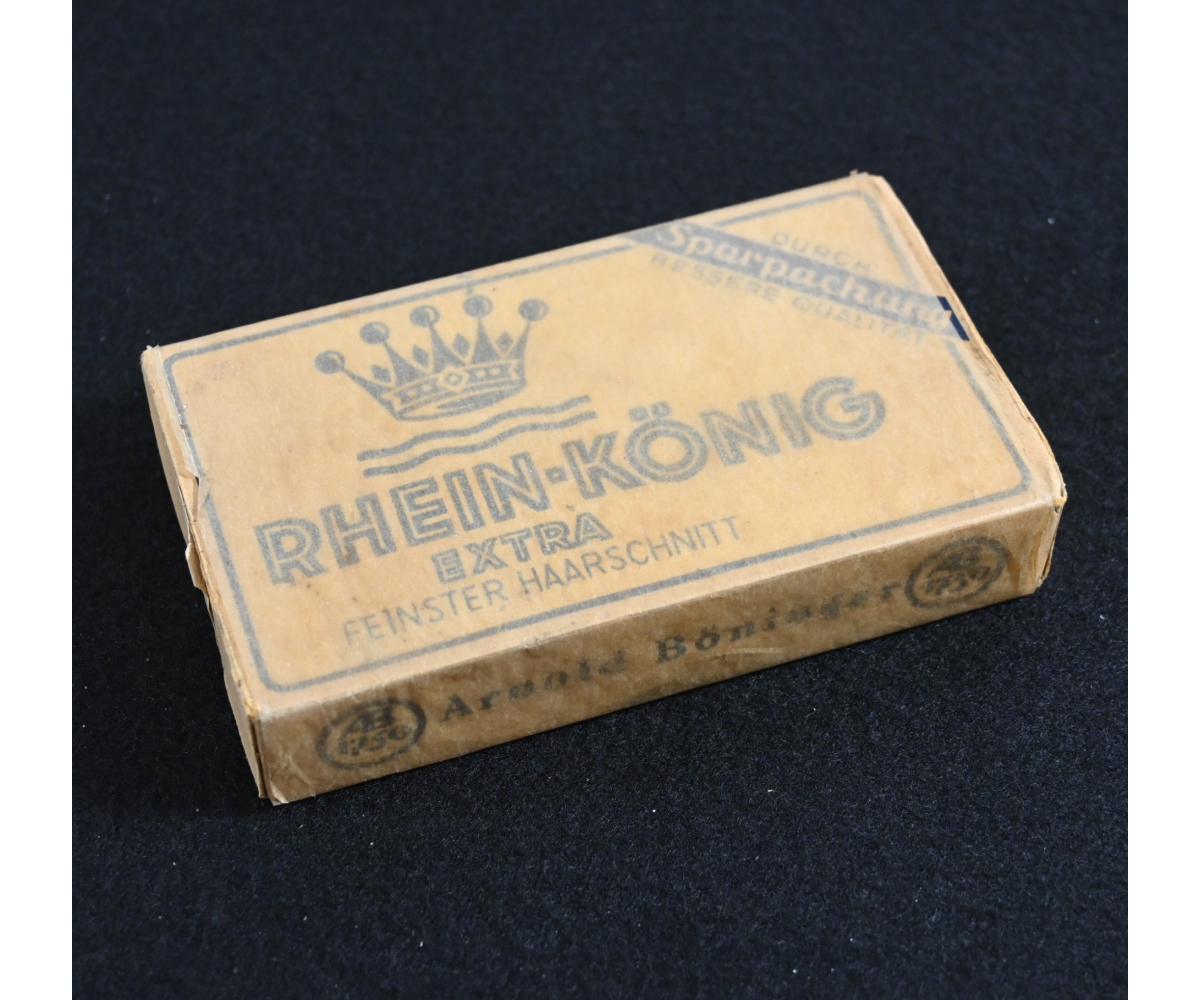 DURCH
Sparpackung
BESSERE QUALITÄT
RHEIN-KÖNIG
EXTRA
FEINSTER HAARSCHNITT
Arnold Böninger